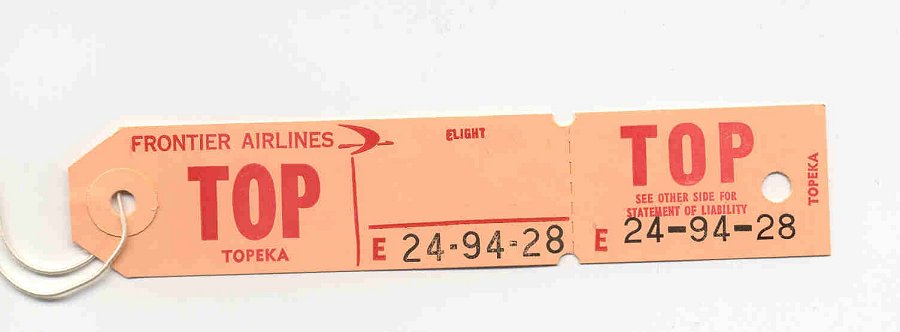 FRONTIER AIRLINES
TOP
TOPEKA
FLIGHT
E 24-94-28
TOP
SEE OTHER SIDE FOR
STATEMENT OF LIABILITY
E 24-94-28
TOPEKA